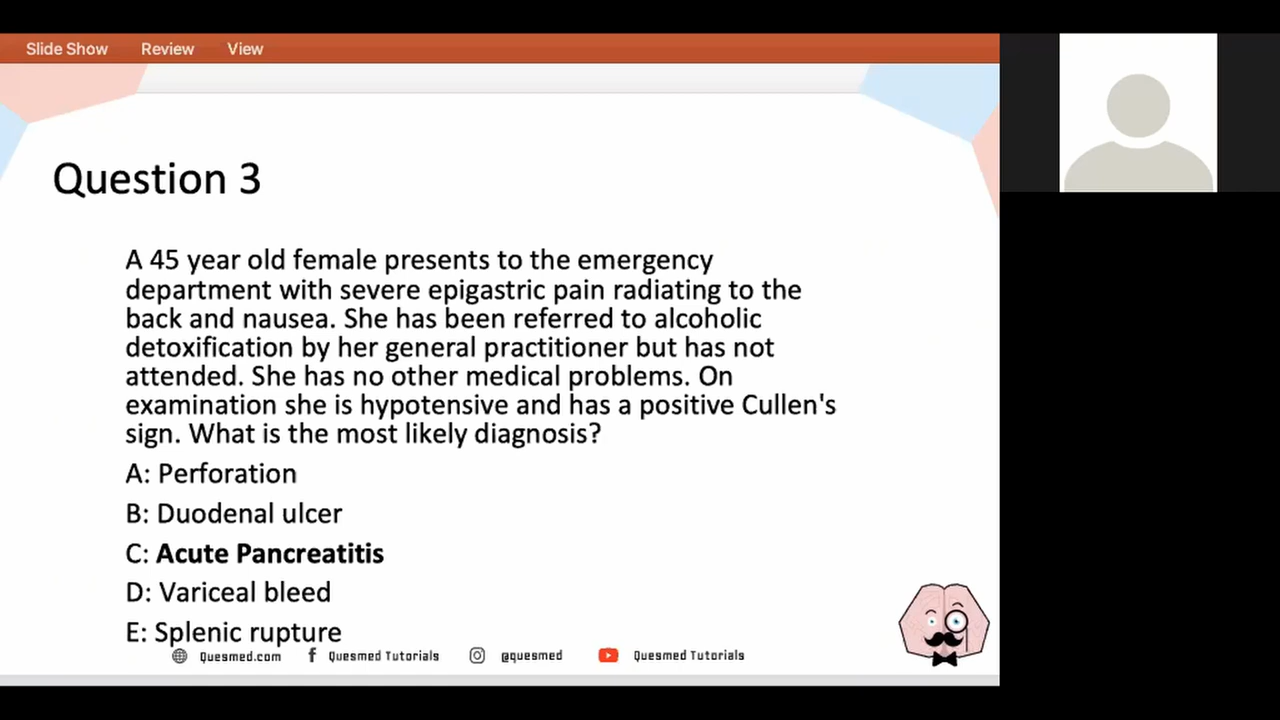 Slide Show Review View
Question 3
A 45 year old female presents to the emergency
department with severe epigastric pain radiating to the
back and nausea. She has been referred to alcoholic
detoxification by her general practitioner but has not
attended. She has no other medical problems. On
examination she is hypotensive and has a positive Cullen's
sign. What is the most likely diagnosis?
A: Perforation
B: Duodenal ulcer
C: Acute Pancreatitis
D: Variceal bleed
E: Splenic rupture
Quesmed.com Quesmed Tutorials @quesmed Quesmed Tutorials